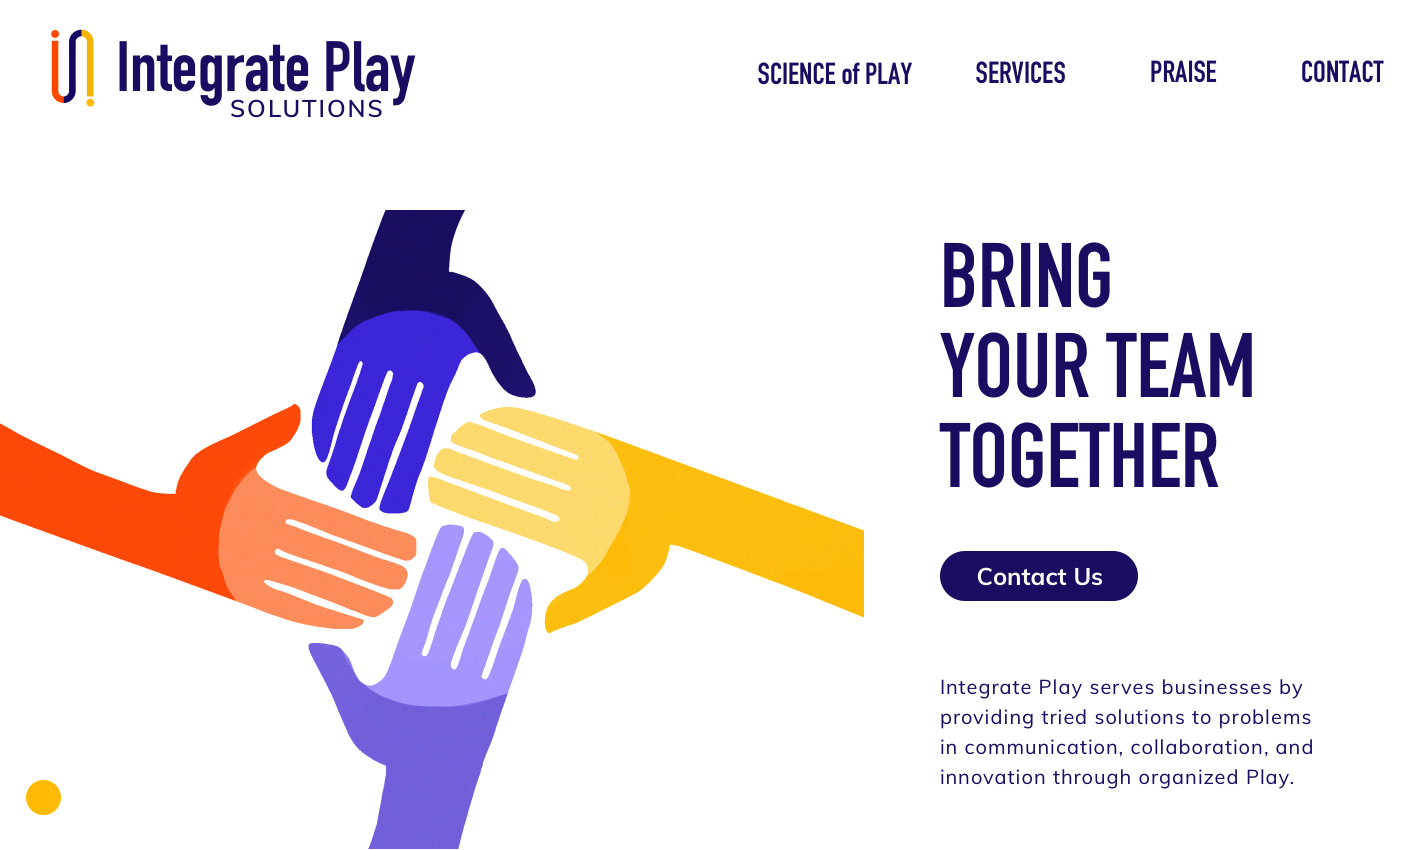 Integrate Play
SOLUTIONS
SCIENCE of PLAY
SERVICES
PRAISE
CONTACT
BRING
YOUR TEAM
TOGETHER
Contact Us
Integrate Play serves businesses by
providing tried solutions to problems
in communication, collaboration, and
innovation through organized Play.